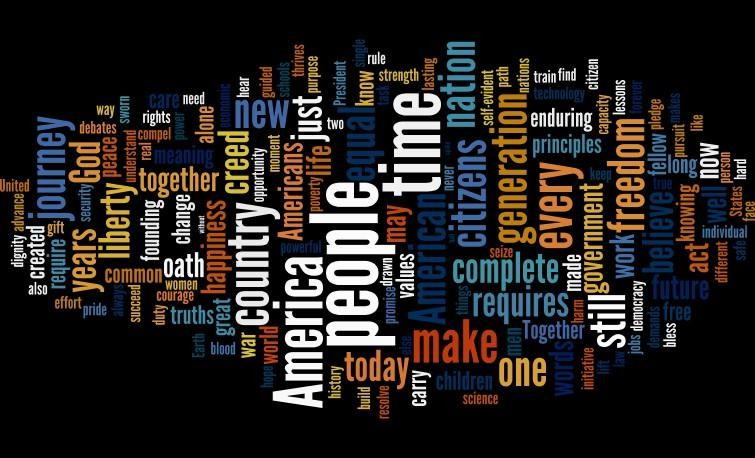 people
America
time
country
make
every
one
today
still
American
nation
citizens
generation
freedom
equal
new
just
journey
God
years
liberty
creed
together
happiness
complete
requires
Together
government
believe
principles
enduring
Americans
life
may
know
oath
change
founding
common
peace
meaning
care
alone
rights
need
way
sworn
debates
compel
power
understand
real
security
United
advance
gift
dignity
created
require
also
effort
pride
always
succeed
women
courage
duty
truths
great
Earth
blood
war
world
hope
hear
guided
schools
thrives
purpose
President
single
rule
strength
task
lasting
self-evident
path
nations
train
find
technology
citizen
capacity
lessons
forever
pledge
makes
pursuit
like
fellow
long
now
person
hard
States
well
knowing
act
true
keep
individual
different
safe
future
free
bless
demands
democracy
jobs
work
law
lift
initiative
words
harm
men
made
things
seize
never
two
moment
opportunity
poverty
powerful
without
drawn
promise
values
else
history
build
resolve
carry
children
science